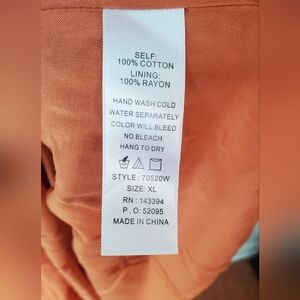 SELF:
100% COTTON
LINING:
100% RAYON
HAND WASH COLD
WATER SEPARATELY
COLOR WILL BLEED
NO BLEACH
HANG TO DRY
STYLE : 70520W
SIZE: XL
RN : 143394
P . O : 52095
MADE IN CHINA